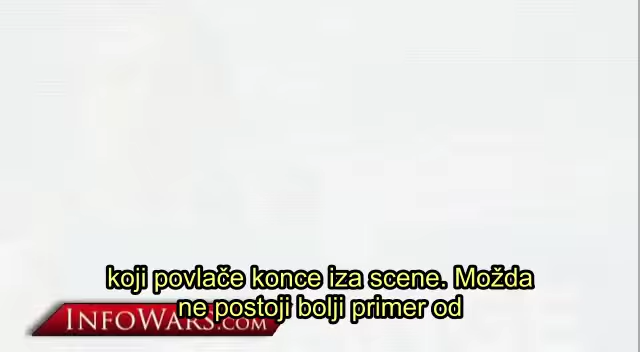 koji povlače konce iza scene. Možda
ne postoji bolji primer od
INFOWARS.COM